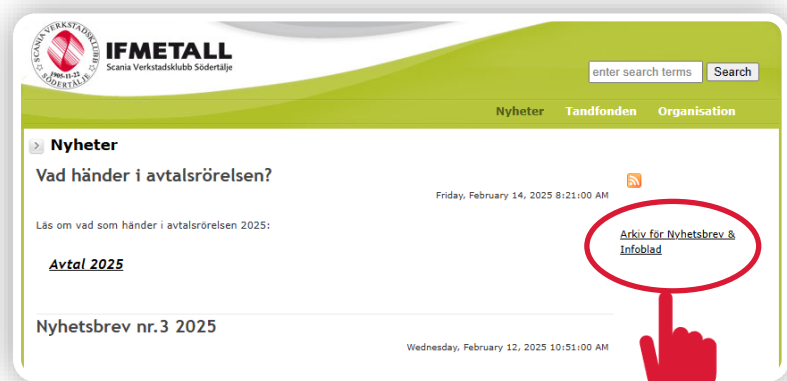 SCANIA VERKSTADSKLUBB
1905-11-22
SÖDERTÄLJE
IFMETALL
Scania Verkstadsklubb Södertälje
enter search terms Search
Nyheter Tandfonden Organisation
Nyheter
Vad händer i avtalsrörelsen?
Friday, February 14, 2025 8:21:00 AM
Läs om vad som händer i avtalsrörelsen 2025:
Arkiv för Nyhetsbrev &
Infoblad
Avtal 2025
Nyhetsbrev nr.3 2025
Wednesday, February 12, 2025 10:51:00 AM